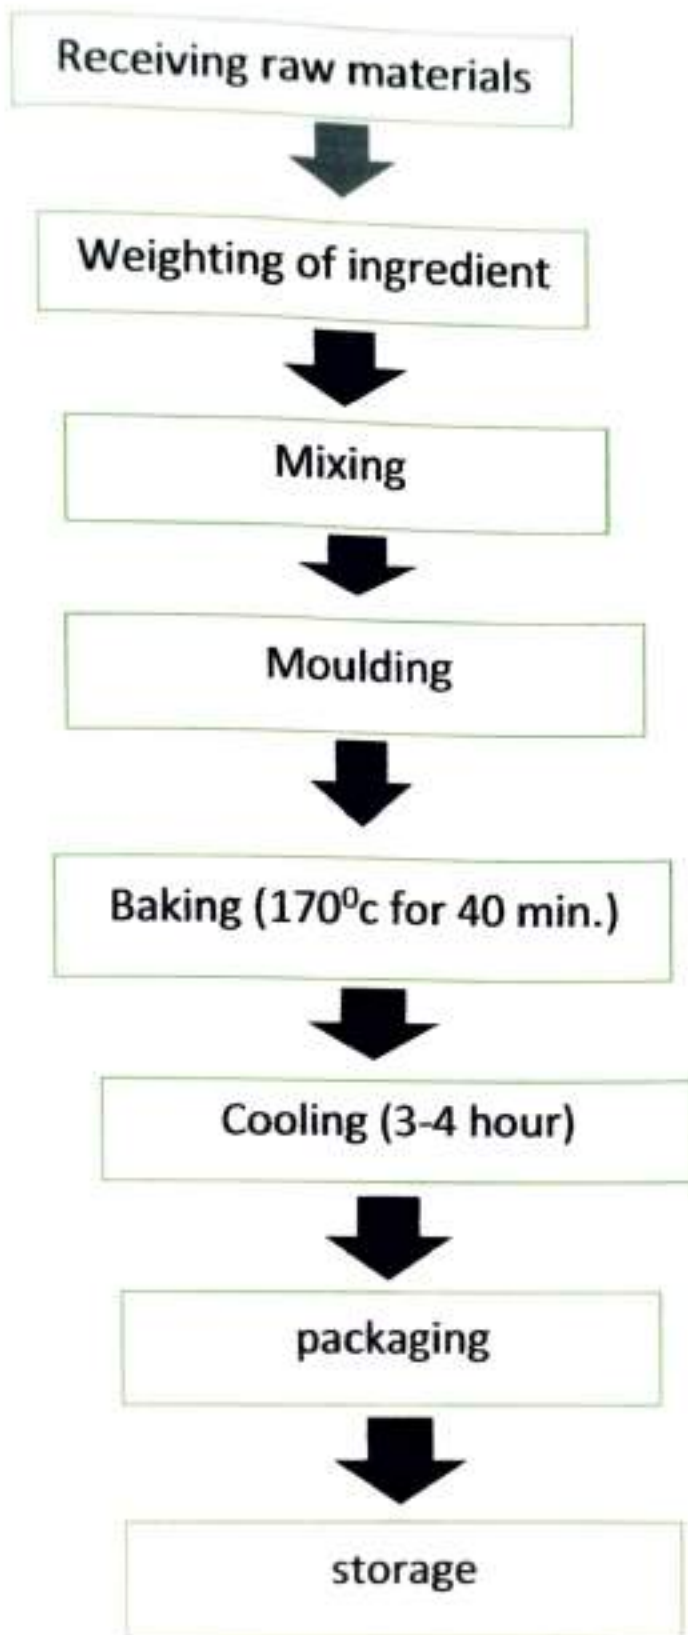 Receiving raw materials
Weighting of ingredient
Mixing
Moulding
Baking (170⁰c for 40 min.)
Cooling (3-4 hour)
packaging
storage